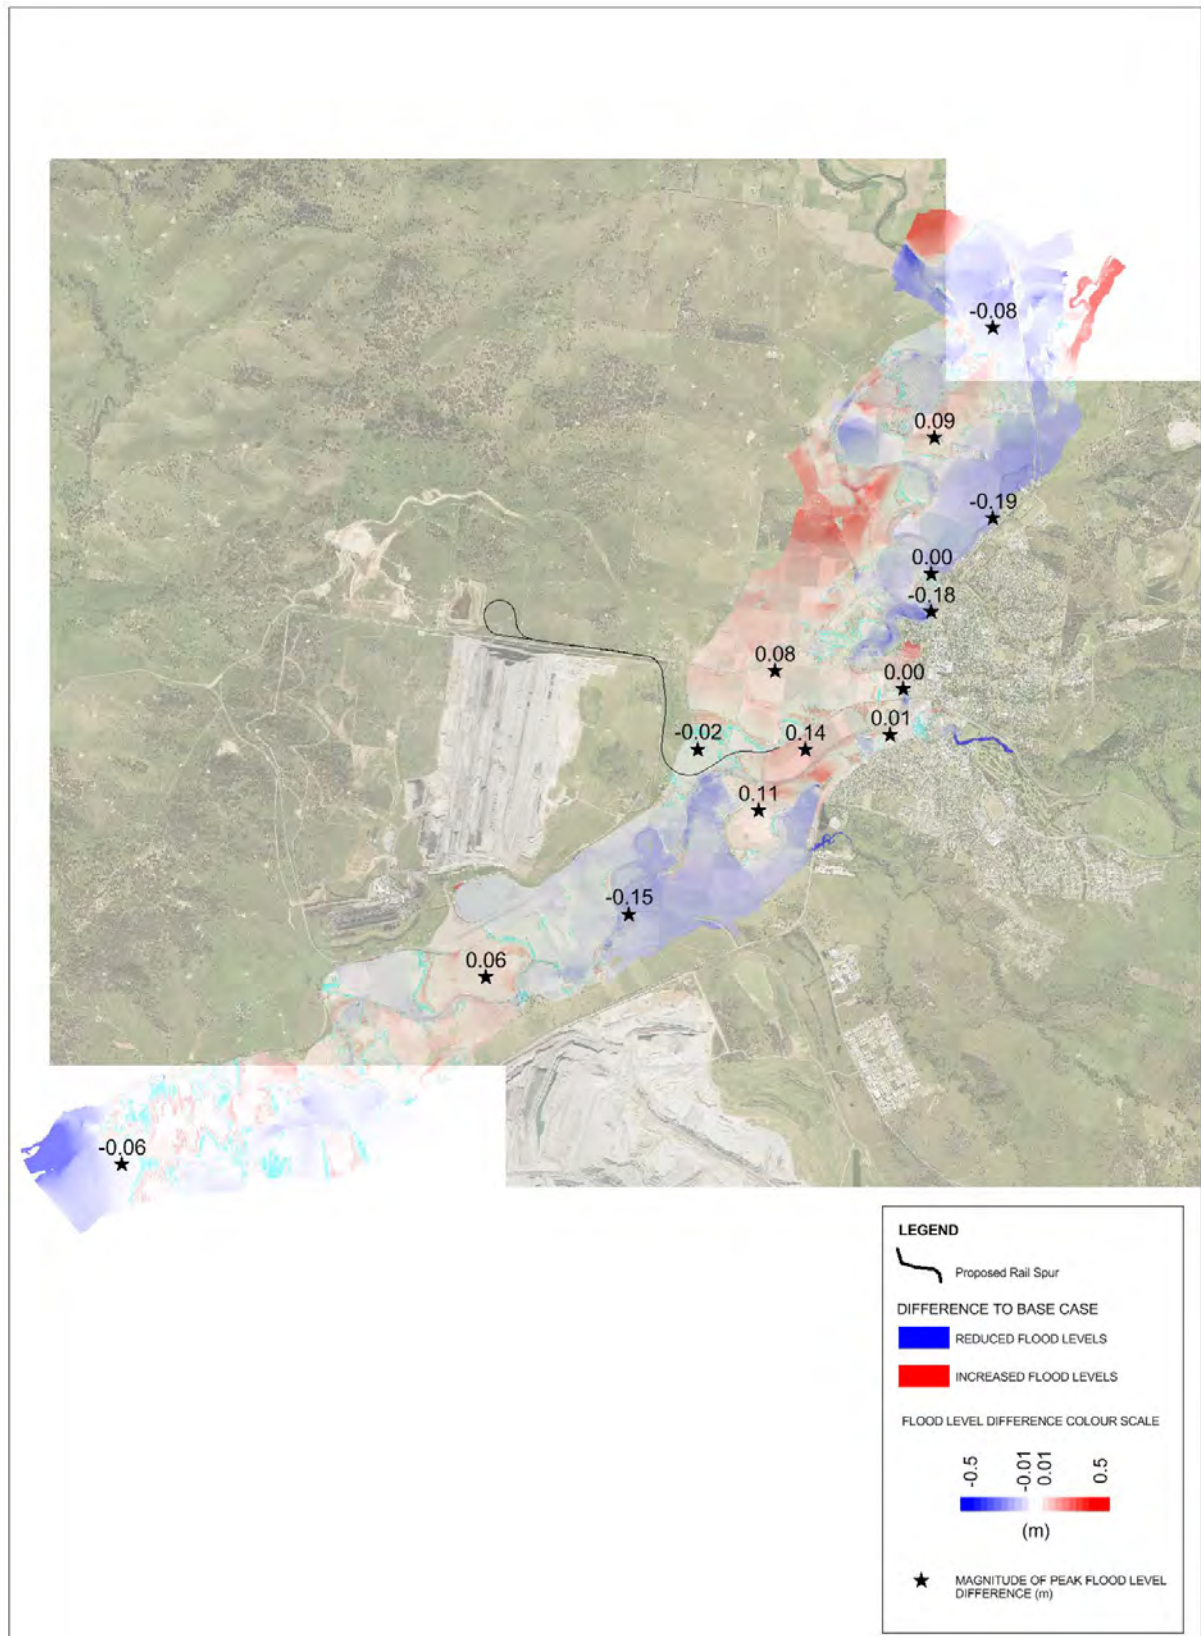 -0.08
0.09
-0.19
0.00
-0.18
0.08
0.00
0.01
-0.02
0.14
0.11
-0.15
0.06
-0.06
LEGEND
Proposed Rail Spur
DIFFERENCE TO BASE CASE
REDUCED FLOOD LEVELS
INCREASED FLOOD LEVELS
FLOOD LEVEL DIFFERENCE COLOUR SCALE
-0.5 -0.01 0.01 0.5
(m)
MAGNITUDE OF PEAK FLOOD LEVEL
DIFFERENCE (m)